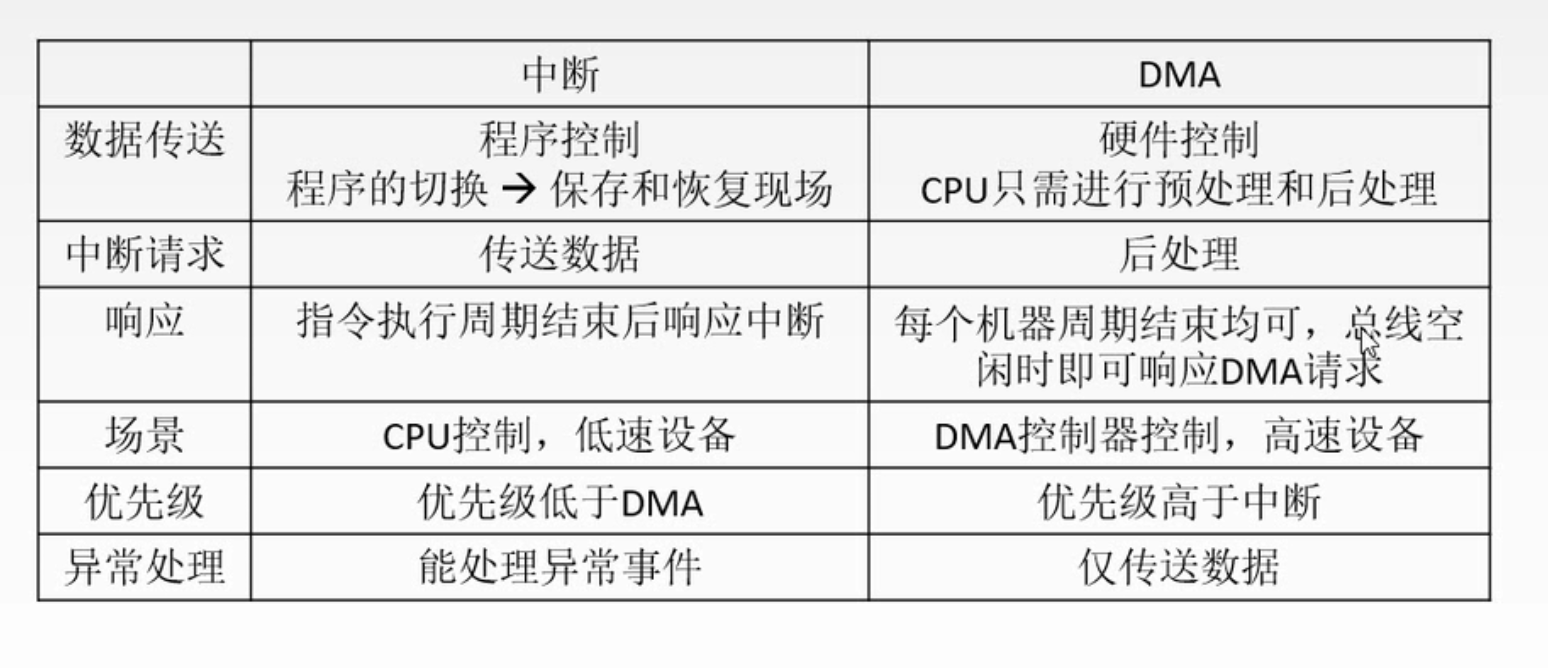 中断
DMA
数据传送
程序控制
程序的切换 → 保存和恢复现场
硬件控制
CPU只需进行预处理和后处理
中断请求
传送数据
后处理
响应
指令执行周期结束后响应中断
每个机器周期结束均可，总线空
闲时即可响应DMA请求
场景
CPU控制，低速设备
DMA控制器控制，高速设备
优先级
优先级低于DMA
优先级高于中断
异常处理
能处理异常事件
仅传送数据